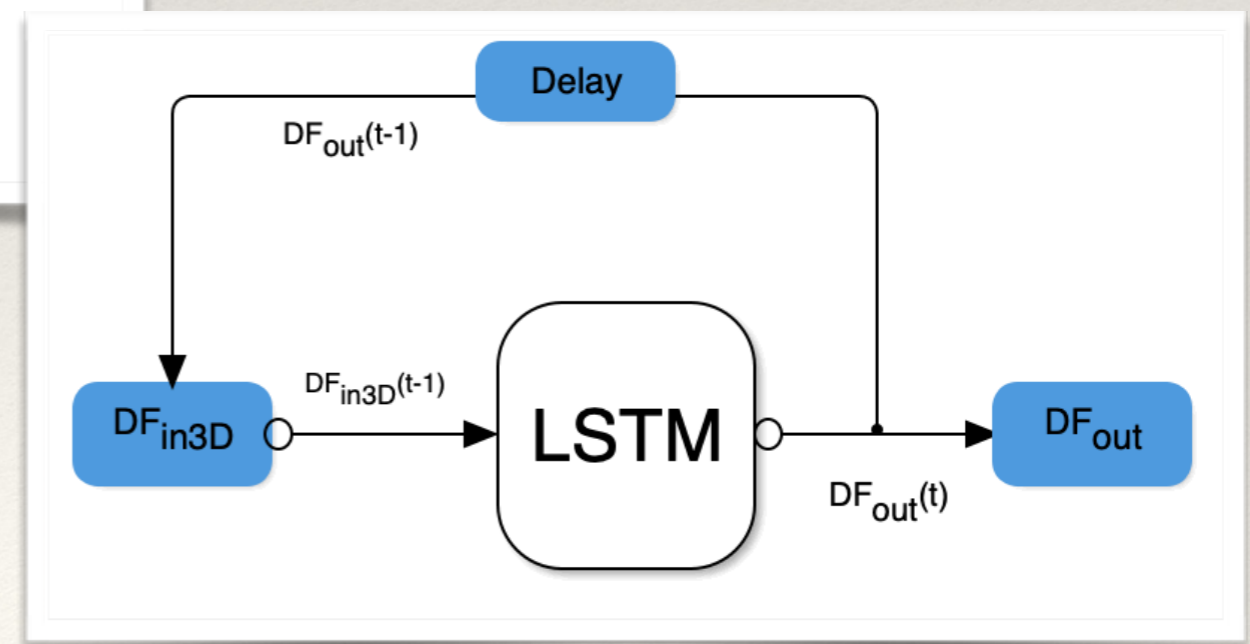 Delay
DFout(t-1)
DFin3D(t-1)
DFin3D
LSTM
DFout
DFout(t)